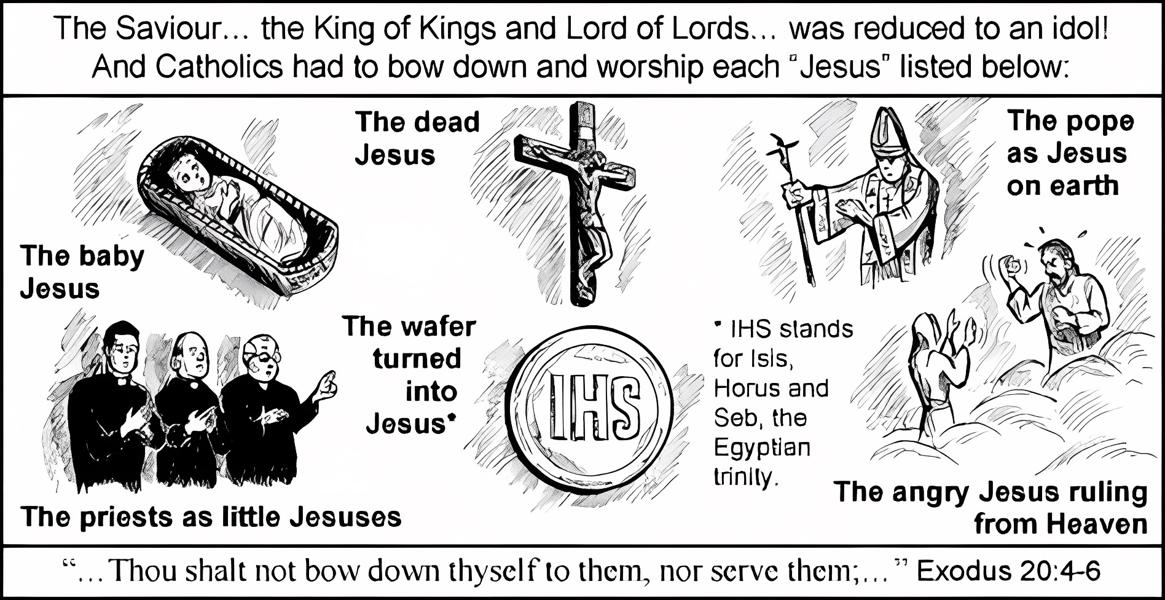 The Saviour... the King of Kings and Lord of Lords... was reduced to an idol!
And Catholics had to bow down and worship each "Jesus" listed below:
The baby
Jesus
The dead
Jesus
The pope
as Jesus
on earth
The priests as little Jesuses
The wafer
turned
into
Jesus*
IHS
* IHS stands
for Isis,
Horus and
Seb, the
Egyptian
trinity.
The angry Jesus ruling
from Heaven
"...Thou shalt not bow down thyself to them, nor serve them;..." Exodus 20:4-6